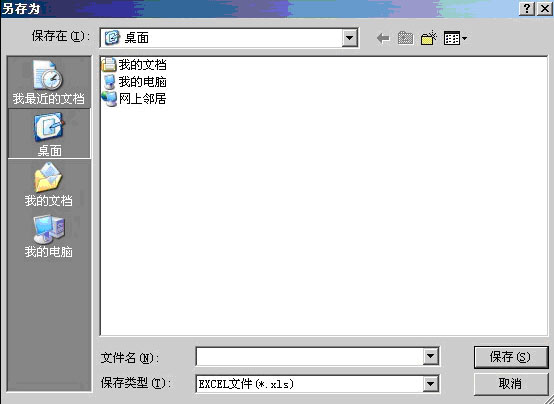 另存为
保存在(I):
桌面
我最近的文档
桌面
我的文档
我的电脑
我的文档
我的电脑
网上邻居
文件名(N):
保存(S)
保存类型(T):
EXCEL文件(*.xls)
取消